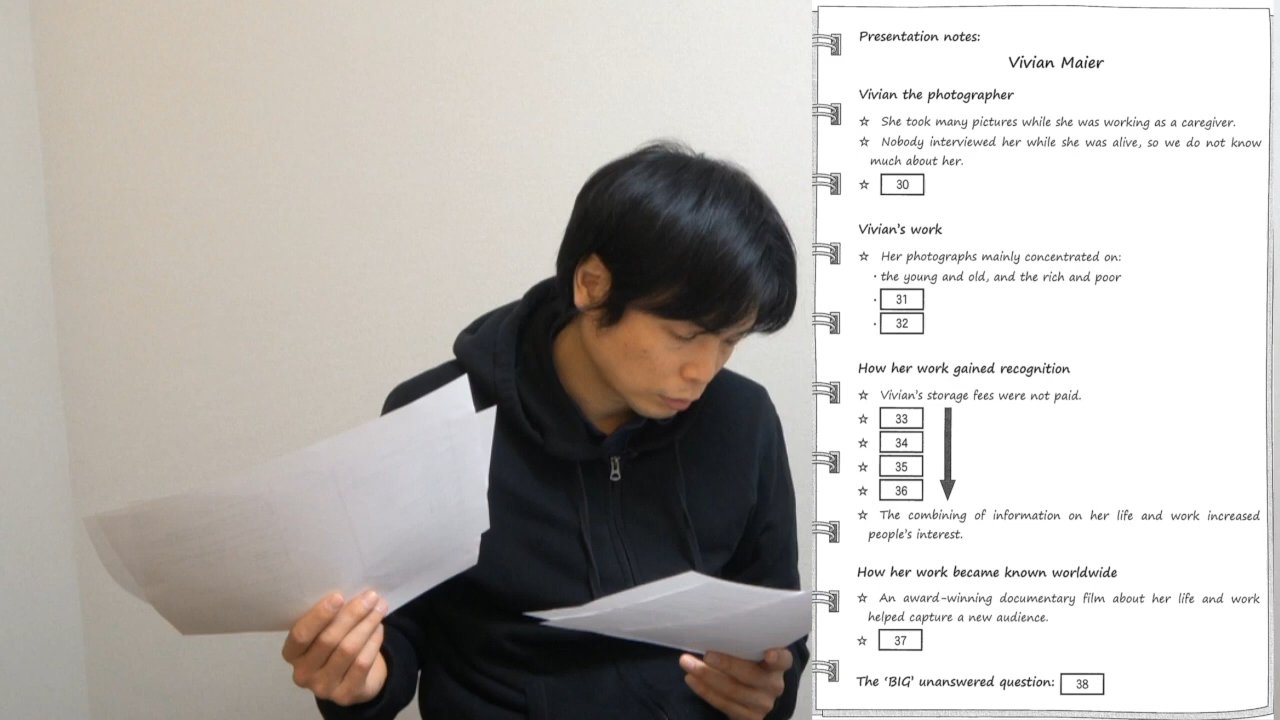 Presentation notes:
Vivian Maier
Vivian the photographer
☆ She took many pictures while she was working as a caregiver.
☆ Nobody interviewed her while she was alive, so we do not know
much about her.
☆ 30
Vivian's work
☆ Her photographs mainly concentrated on:
・the young and old, and the rich and poor
・31
・32
How her work gained recognition
☆ Vivian's storage fees were not paid.
☆ 33
☆ 34
☆ 35
☆ 36
☆ The combining of information on her life and work increased
people's interest.
How her work became known worldwide
☆ An award-winning documentary film about her life and work
helped capture a new audience.
☆ 37
The 'BIG' unanswered question: 38